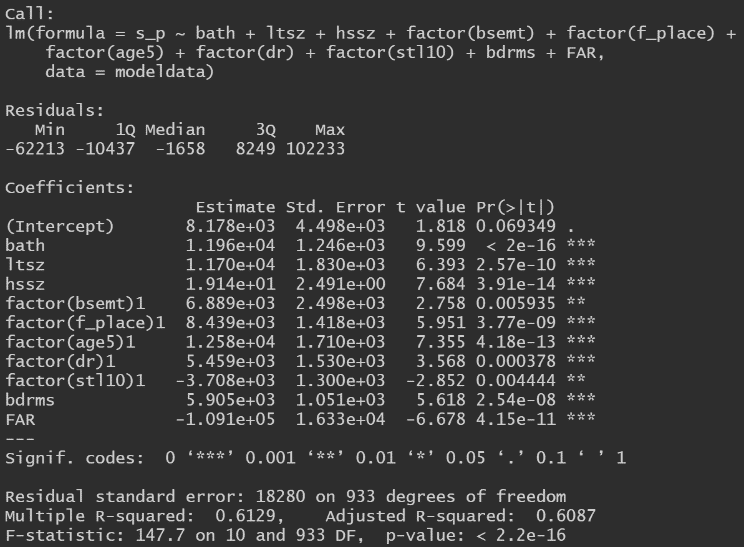 Call:
lm(formula = s_p ~ bath + ltsz + hssz + factor(bsemt) + factor(f_place) +
    factor(age5) + factor(dr) + factor(stl10) + bdrms + FAR,
    data = modeldata)

Residuals:
   Min     1Q Median     3Q    Max
-62213 -10437  -1658   8249 102233

Coefficients:
                   Estimate Std. Error t value Pr(>|t|)
(Intercept)       8.178e+03  4.498e+03   1.818 0.069349 .
bath              1.196e+04  1.246e+03   9.599  < 2e-16 ***
ltsz              1.170e+04  1.830e+03   6.393 2.57e-10 ***
hssz              1.914e+01  2.491e+00   7.684 3.91e-14 ***
factor(bsemt)1    6.889e+03  2.498e+03   2.758 0.005935 **
factor(f_place)1  8.439e+03  1.418e+03   5.951 3.77e-09 ***
factor(age5)1     1.258e+04  1.710e+03   7.355 4.18e-13 ***
factor(dr)1       5.459e+03  1.530e+03   3.568 0.000378 ***
factor(stl10)1   -3.708e+03  1.300e+03  -2.852 0.004444 **
bdrms             5.905e+03  1.051e+03   5.618 2.54e-08 ***
FAR              -1.091e+05  1.633e+04  -6.678 4.15e-11 ***
---
Signif. codes:  0 ‘***’ 0.001 ‘**’ 0.01 ‘*’ 0.05 ‘.’ 0.1 ‘ ’ 1

Residual standard error: 18280 on 933 degrees of freedom
Multiple R-squared:  0.6129,    Adjusted R-squared:  0.6087
F-statistic: 147.7 on 10 and 933 DF,  p-value: < 2.2e-16